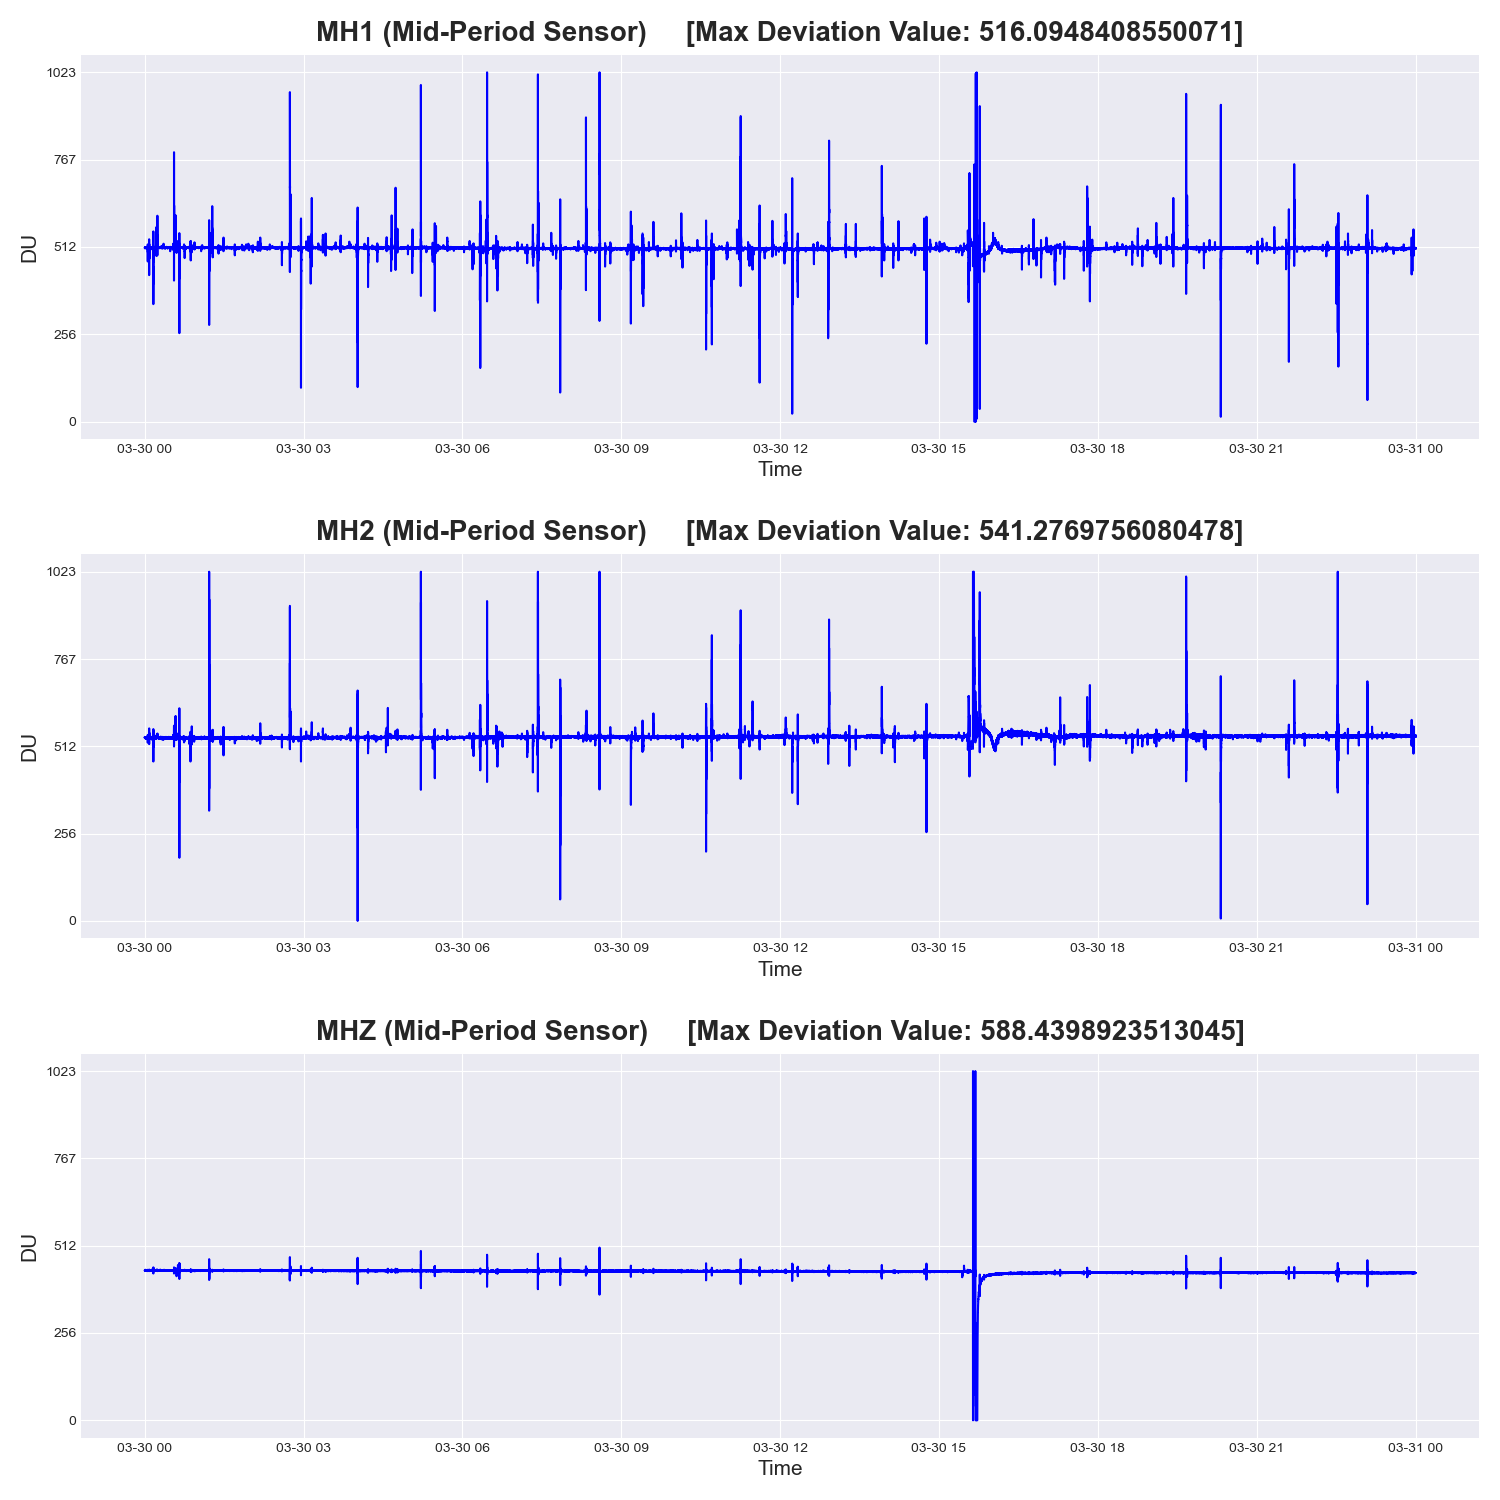 MH1 (Mid-Period Sensor) [Max Deviation Value: 516.0948408550071]
1023
767
512
256
0
DU
03-30 00 03-30 03 03-30 06 03-30 09 03-30 12 03-30 15 03-30 18 03-30 21 03-31 00
Time
MH2 (Mid-Period Sensor) [Max Deviation Value: 541.2769756080478]
1023
767
512
256
0
DU
03-30 00 03-30 03 03-30 06 03-30 09 03-30 12 03-30 15 03-30 18 03-30 21 03-31 00
Time
MHZ (Mid-Period Sensor) [Max Deviation Value: 588.4398923513045]
1023
767
512
256
0
DU
03-30 00 03-30 03 03-30 06 03-30 09 03-30 12 03-30 15 03-30 18 03-30 21 03-31 00
Time